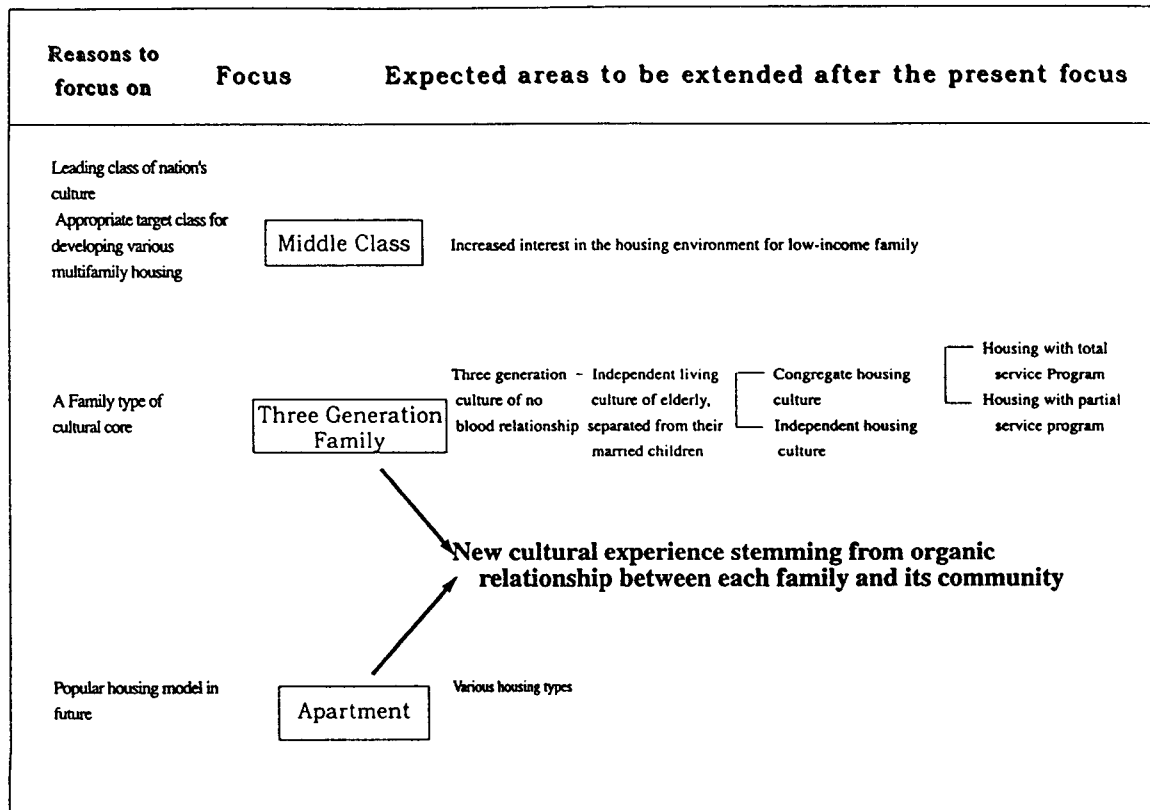 Reasons to
forcus on
Focus
Expected areas to be extended after the present focus
Leading class of nation's
culture
Appropriate target class for
developing various
multifamily housing
Middle Class
Increased interest in the housing environment for low-income family
A Family type of
cultural core
Three Generation
Family
Three generation –
culture of no
blood relationship
Independent living
culture of elderly,
separated from their
married children
Congregate housing
culture
Independent housing
culture
Housing with total
service Program
Housing with partial
service program
New cultural experience stemming from organic
relationship between each family and its community
Popular housing model in
future
Apartment
Various housing types